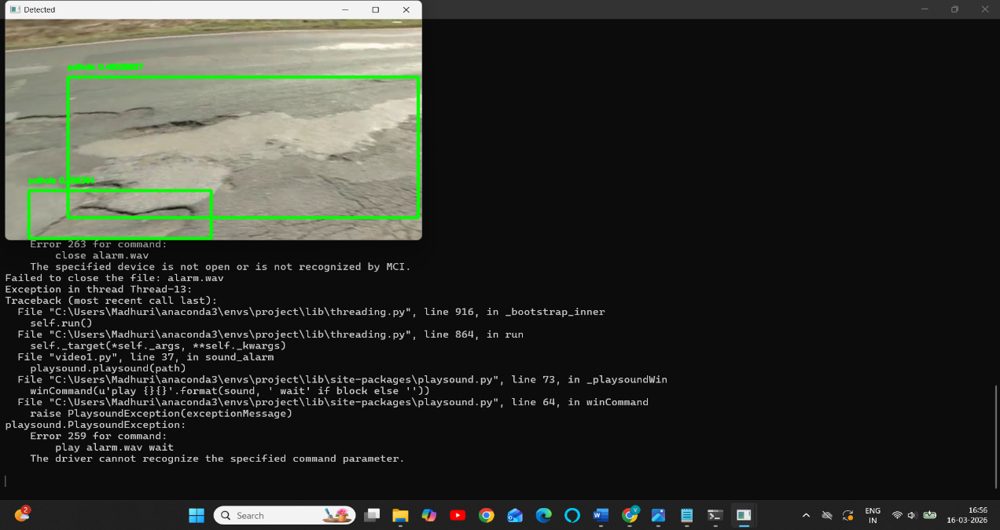 Detected
pothole
pothole
Error 263 for command:
close alarm.wav
The specified device is not open or is not recognized by MCI.
Failed to close the file: alarm.wav
Exception in thread Thread-13:
Traceback (most recent call last):
File "C:\Users\Madhuri\anaconda3\envs\project\lib\threading.py", line 916, in _bootstrap_inner
self.run()
File "C:\Users\Madhuri\anaconda3\envs\project\lib\threading.py", line 864, in run
self._target(*self._args, **self._kwargs)
File "video1.py", line 37, in sound_alarm
playsound.playsound(path)
File "C:\Users\Madhuri\anaconda3\envs\project\lib\site-packages\playsound.py", line 73, in _playsoundWin
winCommand(u'play {}{}'.format(sound, ' wait' if block else ''))
File "C:\Users\Madhuri\anaconda3\envs\project\lib\site-packages\playsound.py", line 64, in winCommand
raise PlaysoundException(exceptionMessage)
playsound.PlaysoundException:
Error 259 for command:
play alarm.wav wait
The driver cannot recognize the specified command parameter.
2
Search
V
ENG
IN
16:56
16-03-2026